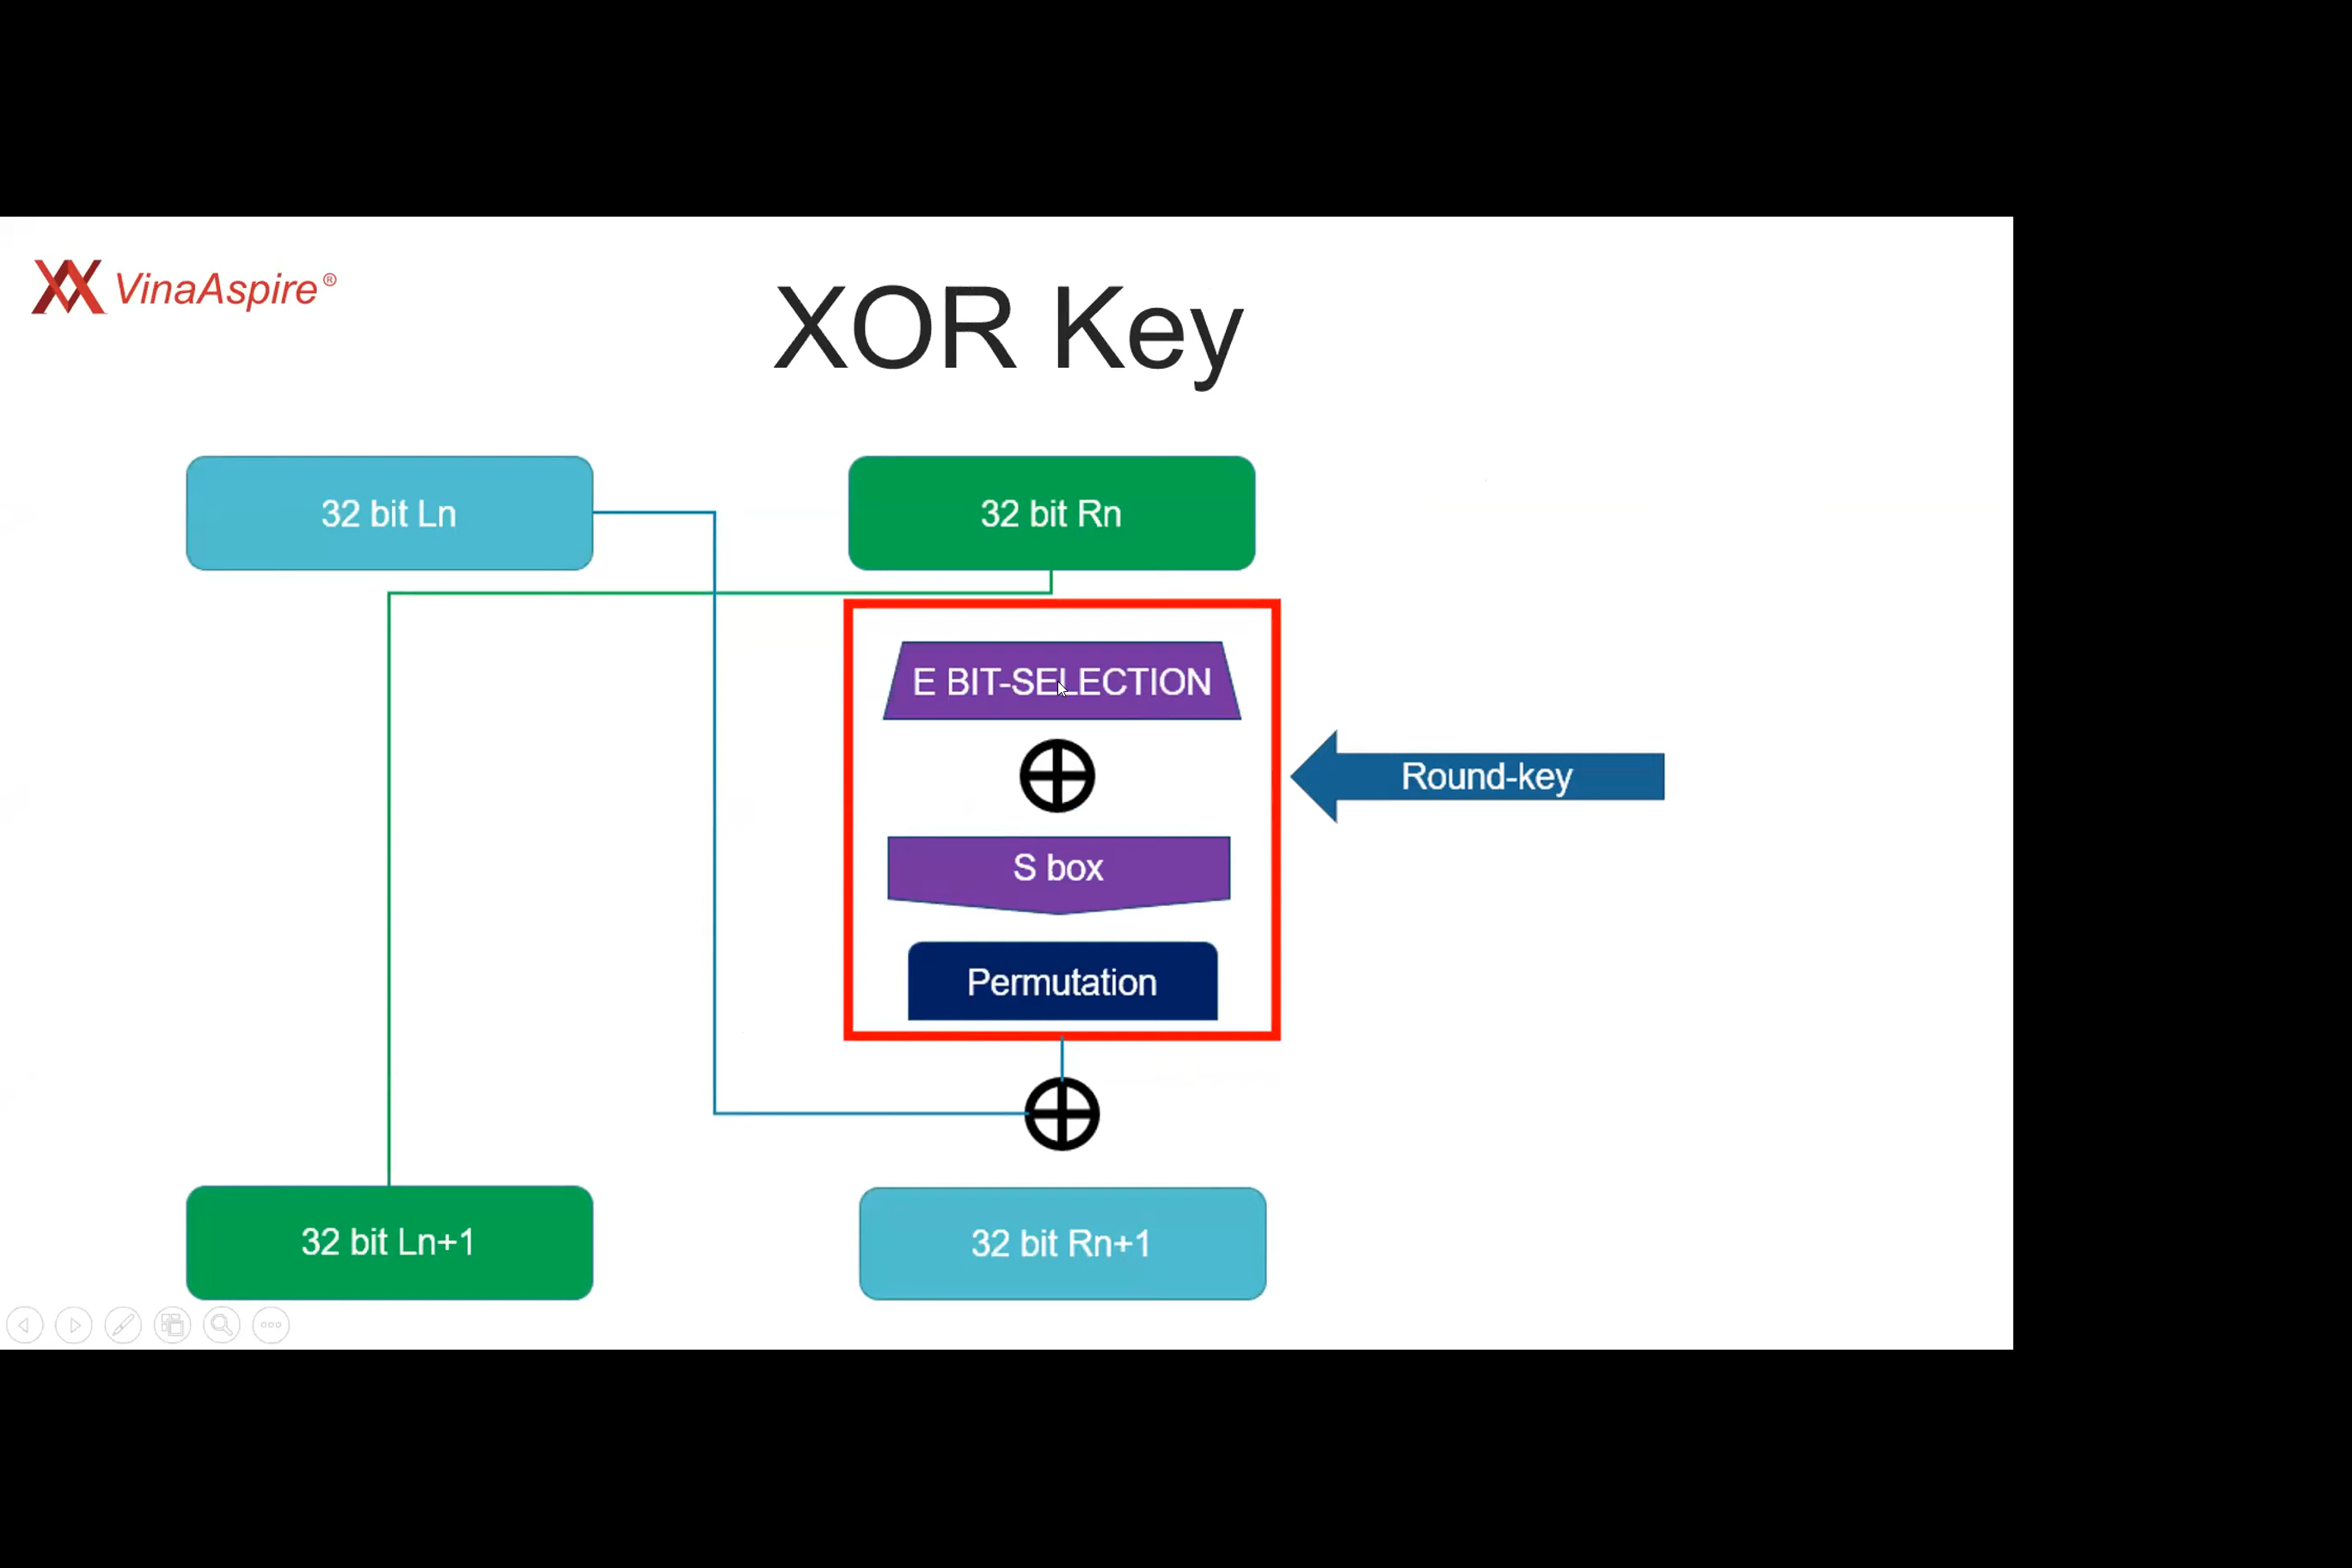 VinaAspire®
XOR Key
32 bit Ln
32 bit Rn
E BIT-SELECTION
Round-key
S box
Permutation
32 bit Ln+1
32 bit Rn+1